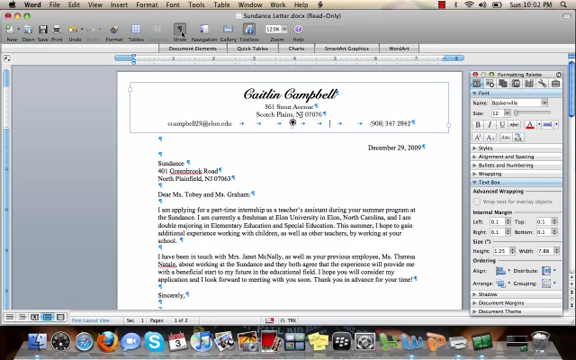 Word File Edit View Insert Format Font Tools Table Window Work Help
Sun 10:02 PM
Sundance Letter.docx (Read-Only)
125%
New Open Save Print Undo Redo Format Tables Columns Show Navigation Gallery Toolbox Zoom Help
Document Elements Quick Tables Charts SmartArt Graphics WordArt
Caitlin Campbell
361 Susan Avenue
Scotch Plains, NJ 07076
ccampbell23@elon.edu (908) 347 2842
December 29, 2009
Sundance
401 Greenbrook Road
North Plainfield, NJ 07063
Dear Ms. Tobey and Ms. Graham:
I am applying for a part-time internship as a teacher's assistant during your summer program at
the Sundance. I am currently a freshman at Elon University in Elon, North Carolina, and I am
double majoring in Elementary Education and Special Education. This summer, I hope to gain
additional experience working with children, as well as other teachers, by working at your
school.
I have been in touch with Mrs. Janet McNally, as well as your previous employee, Ms. Theresa
Natale, about working at the Sundance and they both agree that the experience will provide me
with a beneficial start to my future in the educational field. I hope you will consider my
application and I look forward to meeting with you soon. Thank you in advance for your time!
Sincerely,
Formatting Palette
Font
Name: Baskerville
Size: 12
Styles
Alignment and Spacing
Bullets and Numbering
Wrapping
Text Box
Advanced Wrapping
Wrap text for overlay objects
Internal Margin
Left: 0.1 Top: 0.1
Right: 0.1 Bottom: 0.1
Size (")
Height: 1.25 Width: 7.88
Ordering
Align: Distribute:
Arrange: Grouping:
Shadow
Document Margins
Document Theme
Print Layout View Sec 1 Pages: 1 of 2 TRK